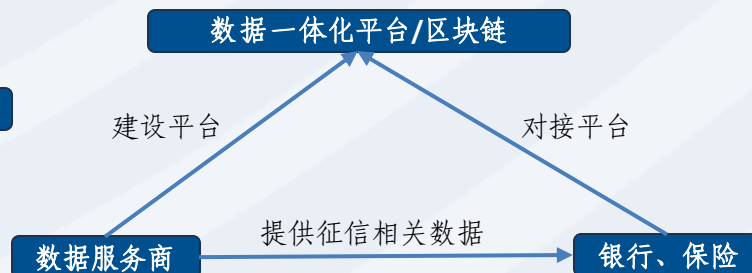 数据一体化平台/区块链
建设平台
对接平台
提供征信相关数据
数据服务商
银行、保险